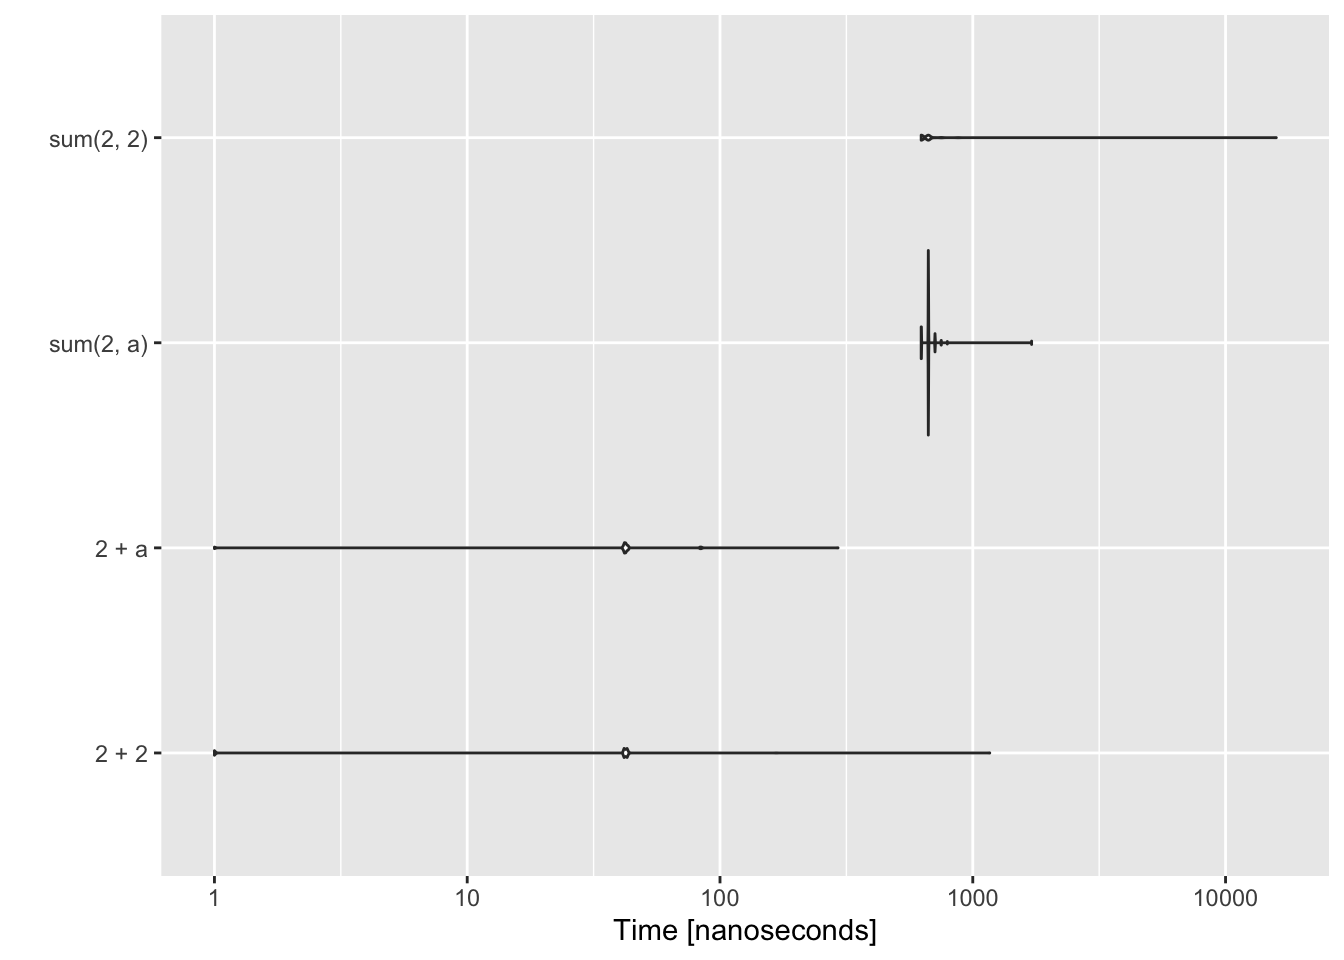 sum(2, 2)
sum(2, a)
2 + a
2 + 2
1 10 100 1000 10000
Time [nanoseconds]